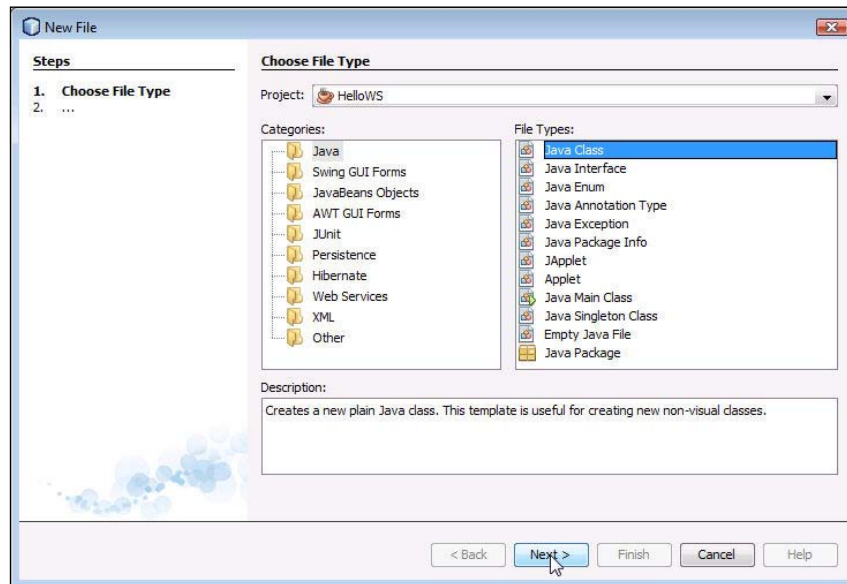 New File
Steps
1. Choose File Type
2. ...
Choose File Type
Project: HelloWS
Categories:
Java
Swing GUI Forms
JavaBeans Objects
AWT GUI Forms
JUnit
Persistence
Hibernate
Web Services
XML
Other
File Types:
Java Class
Java Interface
Java Enum
Java Annotation Type
Java Exception
Java Package Info
JApplet
Applet
Java Main Class
Java Singleton Class
Empty Java File
Java Package
Description:
Creates a new plain Java class. This template is useful for creating new non-visual classes.
< Back Next > Finish Cancel Help